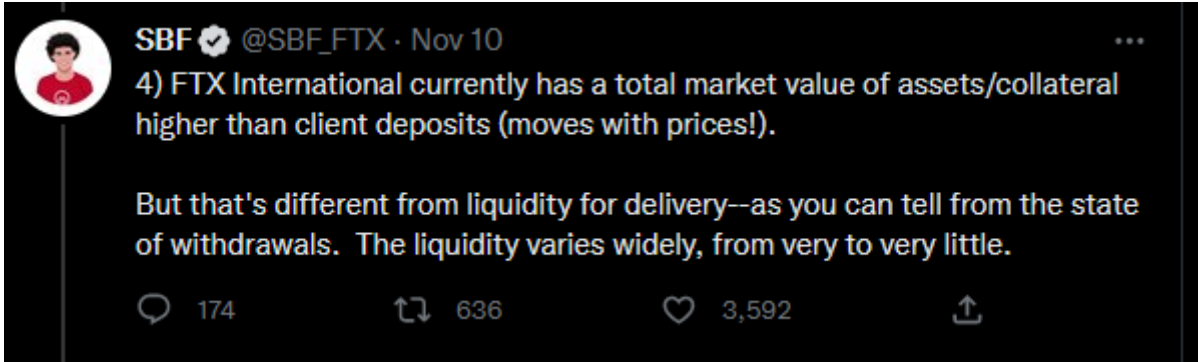 SBF @SBF_FTX · Nov 10
4) FTX International currently has a total market value of assets/collateral
higher than client deposits (moves with prices!).
But that's different from liquidity for delivery--as you can tell from the state
of withdrawals.  The liquidity varies widely, from very to very little.
174 636 3,592